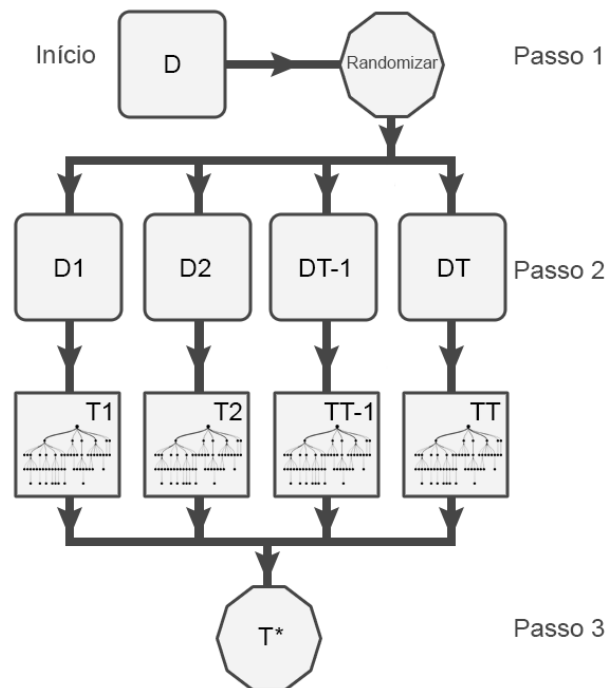 Início
D
Randomizar
Passo 1
D1
D2
DT-1
DT
Passo 2
T1
T2
TT-1
TT
T*
Passo 3